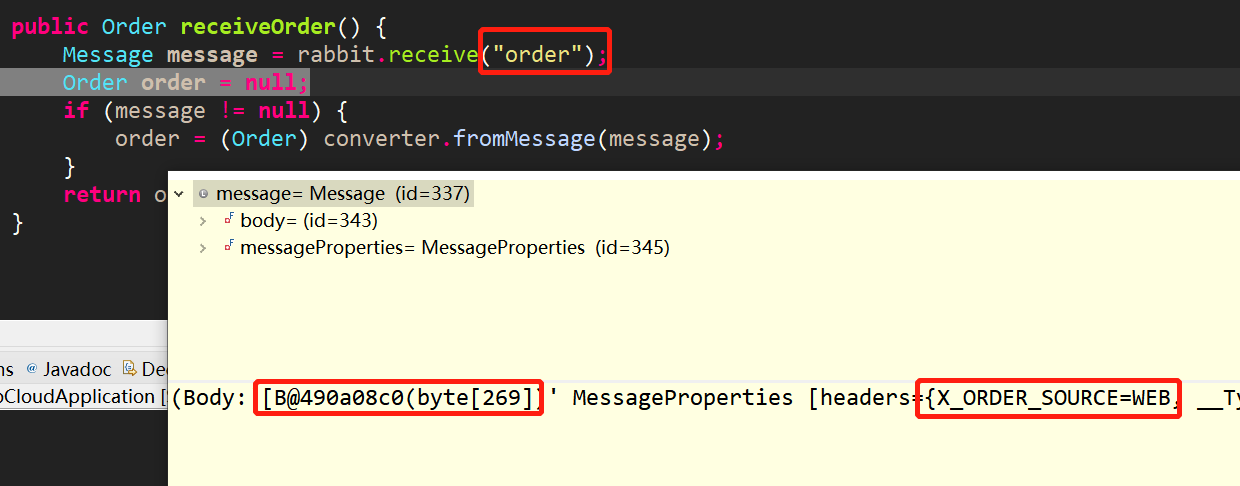 public Order receiveOrder() {
Message message = rabbit.receive("order");
Order order = null;
if (message != null) {
order = (Order) converter.fromMessage(message);
}
return o
}
message= Message (id=337)
body= (id=343)
messageProperties= MessageProperties (id=345)
ns @ Javadoc De
oCloudApplication [
(Body: [B@490a08c0(byte[269])' MessageProperties [headers={X_ORDER_SOURCE=WEB, __Ty